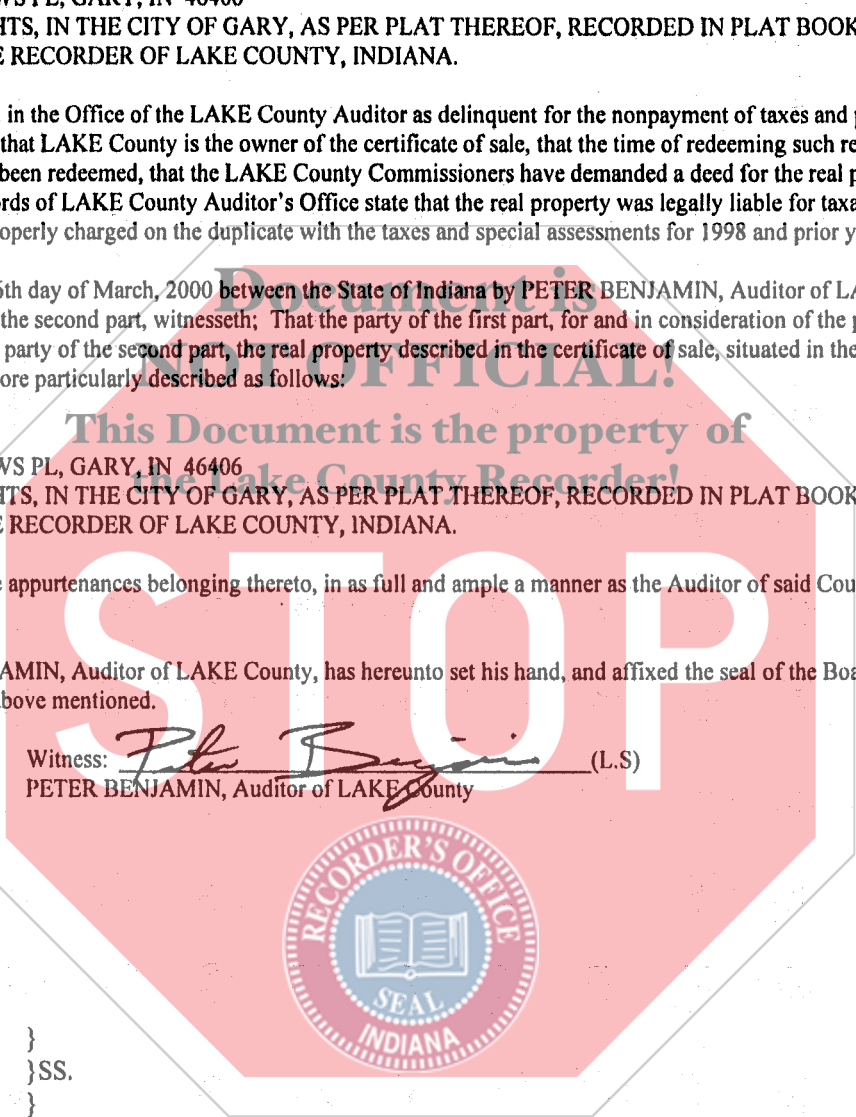 WS PL, GARY, IN 46406
HTS, IN THE CITY OF GARY, AS PER PLAT THEREOF, RECORDED IN PLAT BOOK
E RECORDER OF LAKE COUNTY, INDIANA.
in the Office of the LAKE County Auditor as delinquent for the nonpayment of taxes and
that LAKE County is the owner of the certificate of sale, that the time of redeeming such re
been redeemed, that the LAKE County Commissioners have demanded a deed for the real p
rds of LAKE County Auditor's Office state that the real property was legally liable for taxa
operly charged on the duplicate with the taxes and special assessments for 1998 and prior y
Document is
5th day of March, 2000 between the State of Indiana by PETER BENJAMIN, Auditor of LA
the second part, witnesseth; That the party of the first part, for and in consideration of the p
NOT OFFICIAL!
party of the second part, the real property described in the certificate of sale, situated in the
ore particularly described as follows:
This Document is the property of
the Lake County Recorder!
WS PL, GARY, IN 46406
HTS, IN THE CITY OF GARY, AS PER PLAT THEREOF, RECORDED IN PLAT BOOK
E RECORDER OF LAKE COUNTY, INDIANA.
STOP
e appurtenances belonging thereto, in as full and ample a manner as the Auditor of said Cou
AMIN, Auditor of LAKE County, has hereunto set his hand, and affixed the seal of the Boa
bove mentioned.
Witness: Peter Benjamin (L.S)
PETER BENJAMIN, Auditor of LAKE County
RECORDER'S OFFICE
SEAL
INDIANA
}
}SS.
}